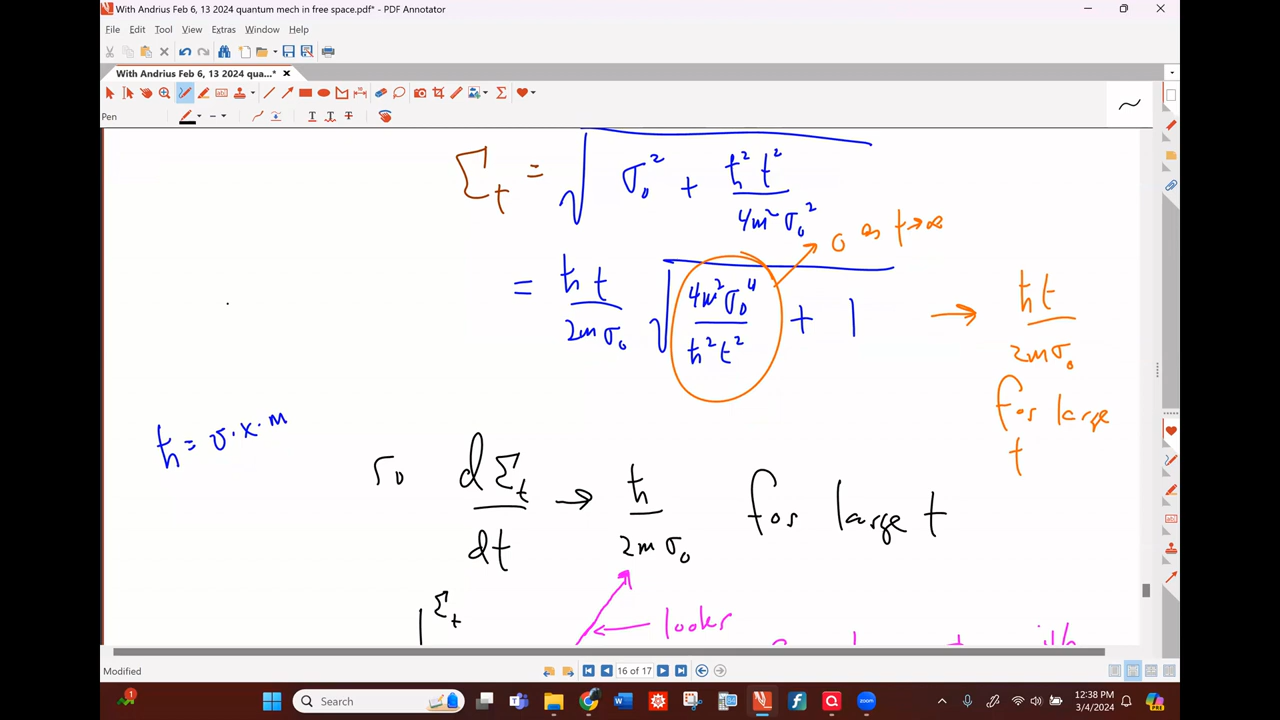 With Andrius Feb 6, 13 2024 quantum mech in free space.pdf* - PDF Annotator
File Edit Tool View Extras Window Help
With Andrius Feb 6, 13 2024 qua...*
Pen
Σₜ = √(σ₀² + ħ²t²/4m²σ₀²)
0 as t→∞
= ħt/2mσ₀ √(4m²σ₀⁴/ħ²t² + 1) → ħt/2mσ₀
for large
t
ħ = v·x·m
so dΣₜ/dt → ħ/2mσ₀ for large t
Σₜ
looks
with
Modified
16 of 17
Search
12:38 PM
3/4/2024